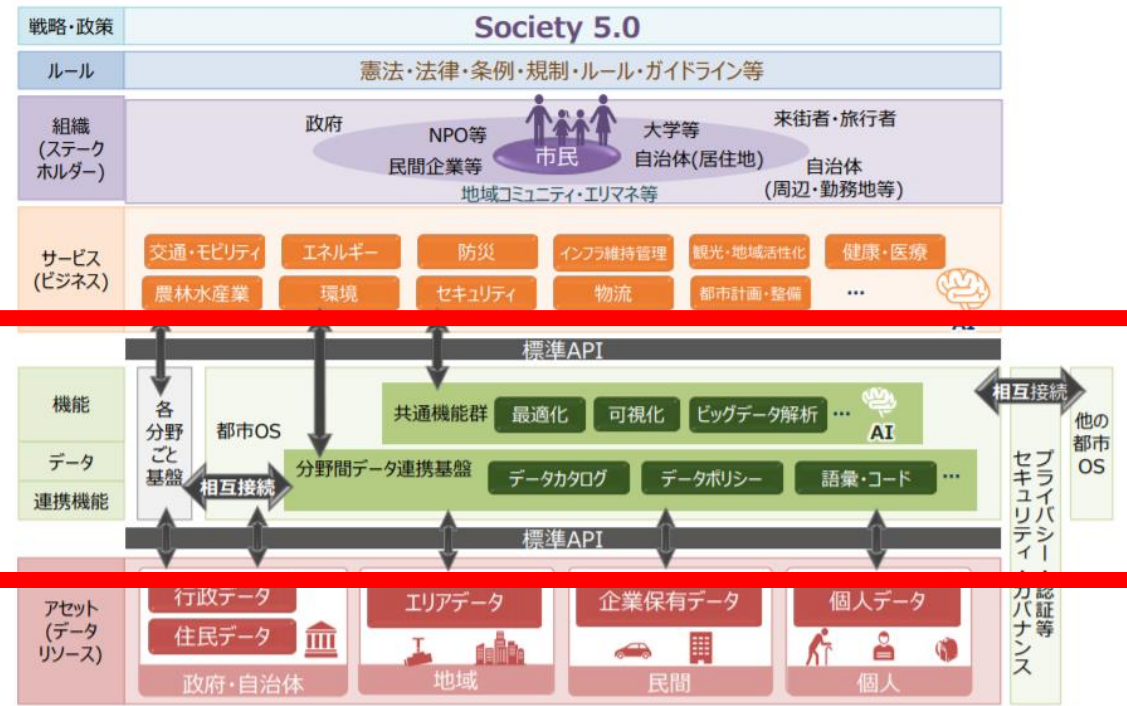 戦略・政策
Society 5.0
ルール
憲法・法律・条例・規制・ルール・ガイドライン等
組織
(ステーク
ホルダー)
政府
NPO等
民間企業等
市民
大学等
自治体(居住地)
来街者・旅行者
自治体
(周辺・勤務地等)
地域コミュニティ・エリマネ等
サービス
(ビジネス)
交通・モビリティ
エネルギー
防災
インフラ維持管理
観光・地域活性化
健康・医療
農林水産業
環境
セキュリティ
物流
都市計画・整備
…
AI
標準API
機能
データ
連携機能
各
分野
ごと
基盤
都市OS
共通機能群
最適化
可視化
ビッグデータ解析
…
AI
相互接続
分野間データ連携基盤
データカタログ
データポリシー
語彙・コード
…
相互接続
他の
都市
OS
プライバシー・認証等
セキュリティ・ガバナンス
標準API
アセット
(データ
リソース)
行政データ
住民データ
政府・自治体
エリアデータ
地域
企業保有データ
民間
個人データ
個人